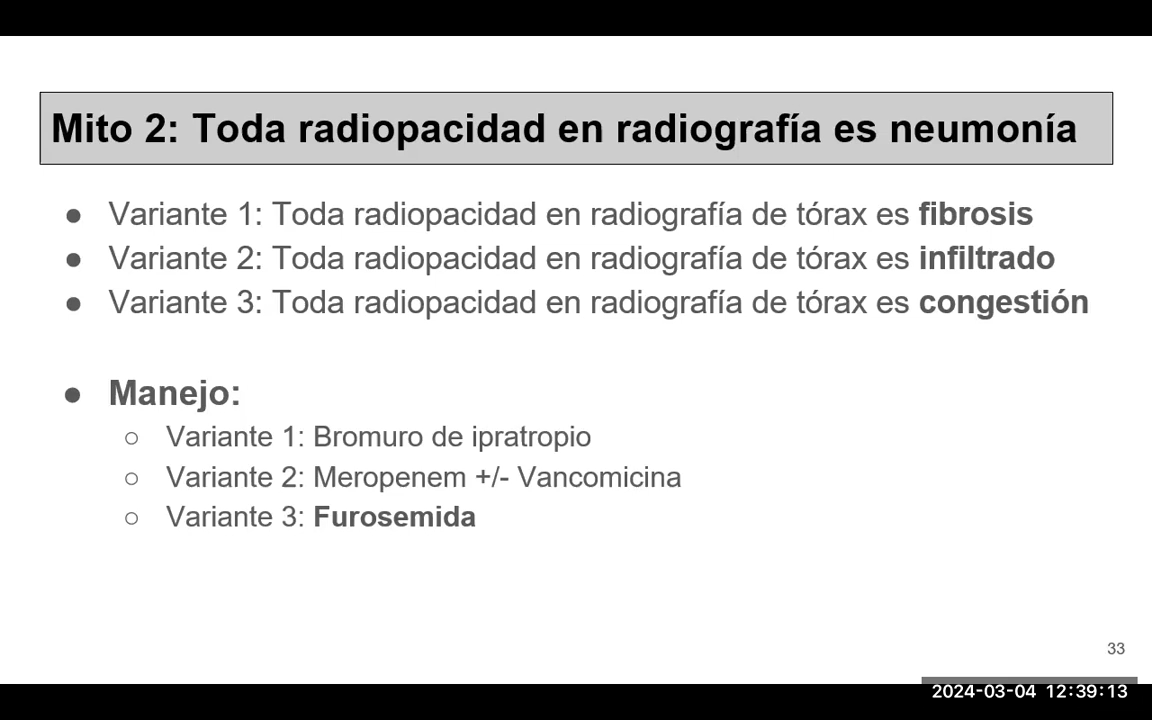 Mito 2: Toda radiopacidad en radiografía es neumonía
● Variante 1: Toda radiopacidad en radiografía de tórax es fibrosis
● Variante 2: Toda radiopacidad en radiografía de tórax es infiltrado
● Variante 3: Toda radiopacidad en radiografía de tórax es congestión
● Manejo:
○ Variante 1: Bromuro de ipratropio
○ Variante 2: Meropenem +/- Vancomicina
○ Variante 3: Furosemida
33
2024-03-04 12:39:13